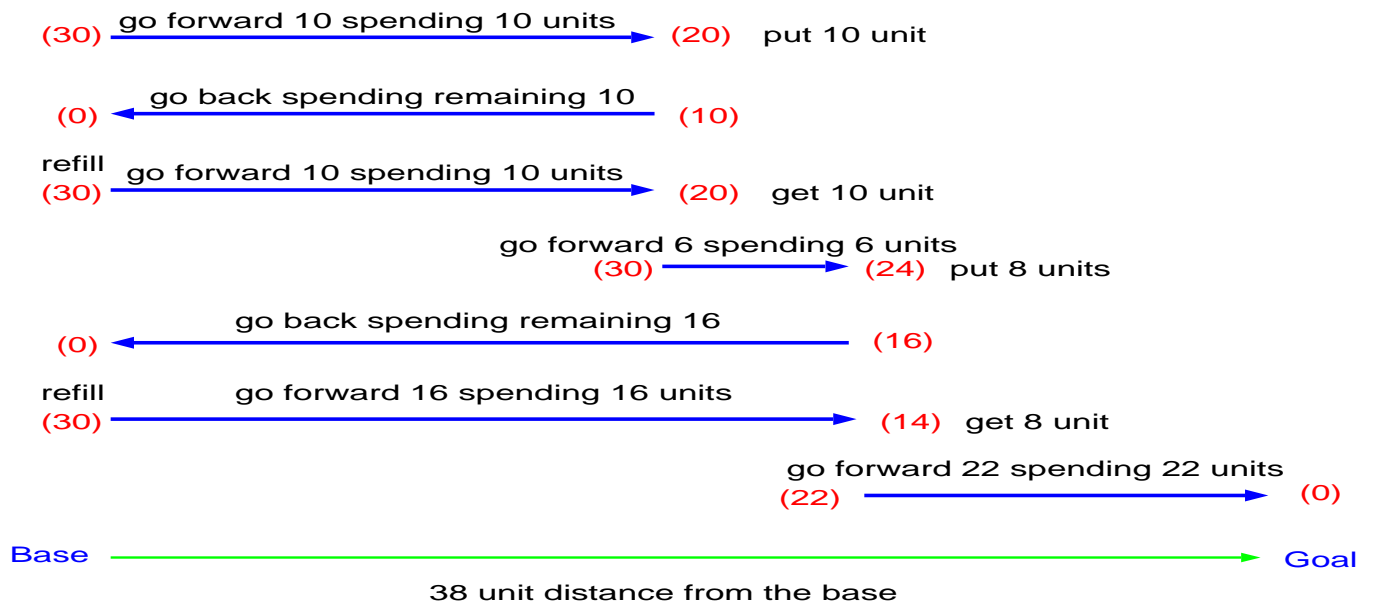 go forward 10 spending 10 units
(30) (20) put 10 unit
go back spending remaining 10
(0) (10)
refill
go forward 10 spending 10 units
(30) (20) get 10 unit
go forward 6 spending 6 units
(30) (24) put 8 units
go back spending remaining 16
(0) (16)
refill go forward 16 spending 16 units
(30) (14) get 8 unit
go forward 22 spending 22 units
(22) (0)
Base Goal
38 unit distance from the base